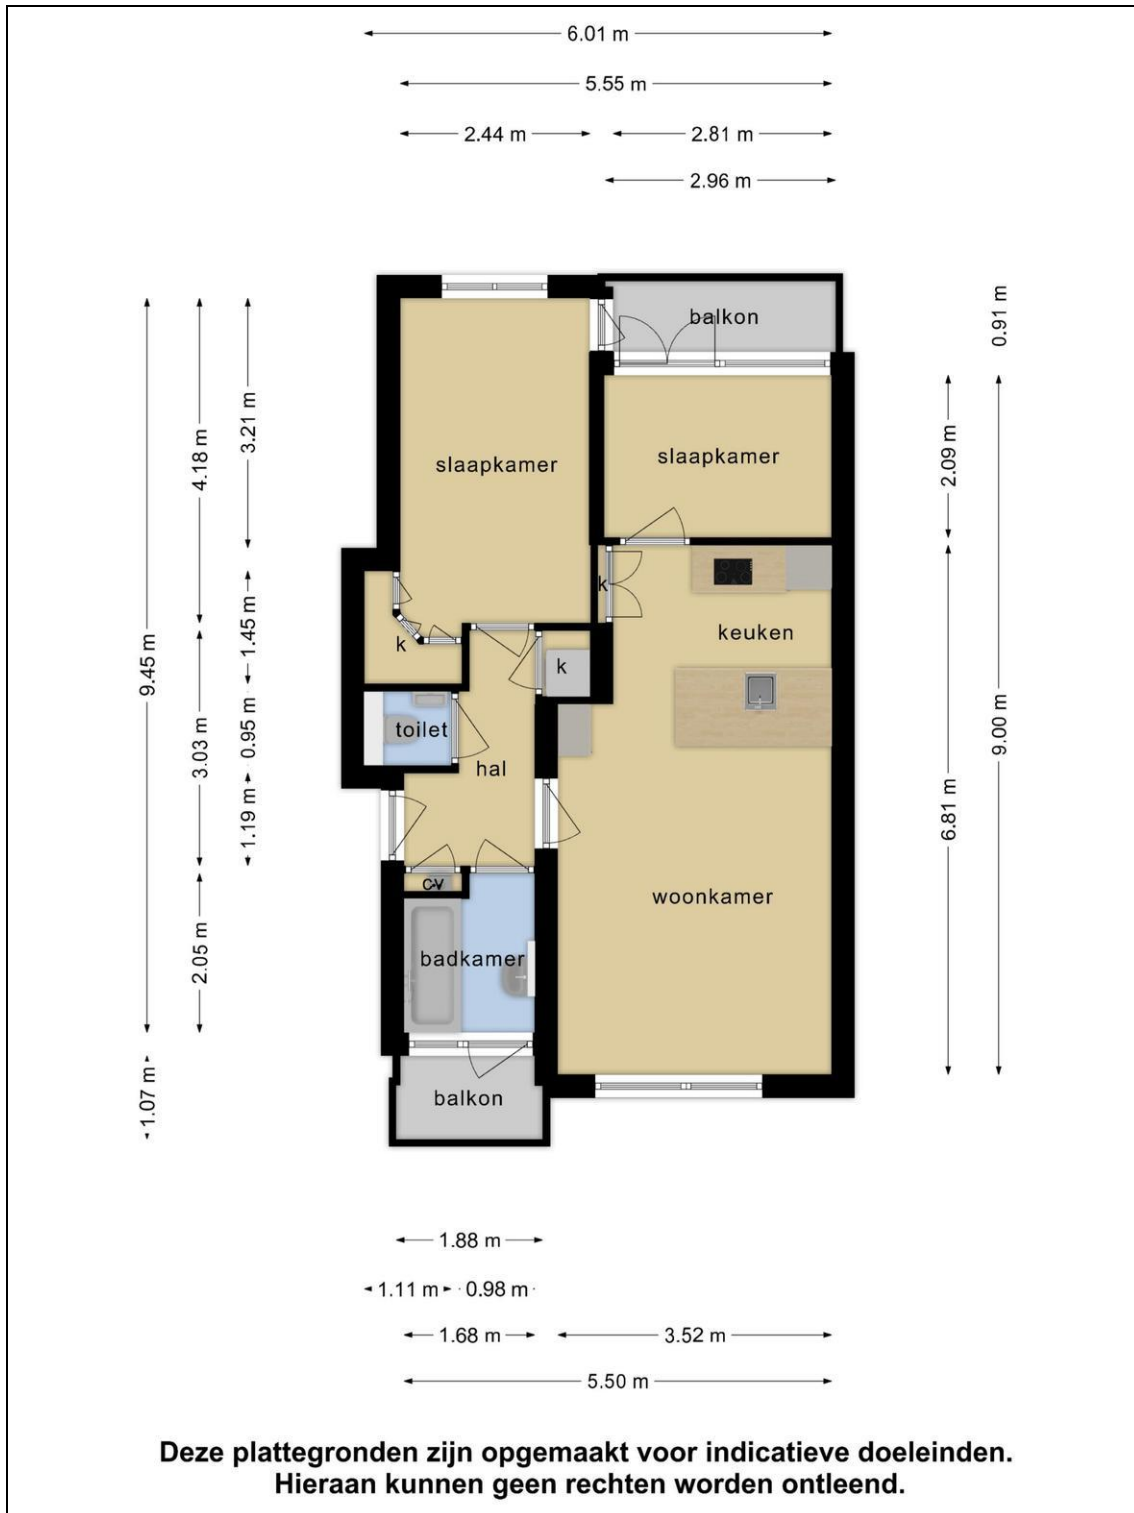 6.01 m
5.55 m
2.44 m
2.81 m
2.96 m
balkon
0.91 m
9.45 m
4.18 m
3.21 m
slaapkamer
slaapkamer
2.09 m
9.00 m
k
keuken
k
k
1.45 m
3.03 m
0.95 m
toilet
hal
1.19 m
6.81 m
cv
woonkamer
2.05 m
badkamer
1.07 m
balkon
1.88 m
1.11 m
0.98 m
1.68 m
3.52 m
5.50 m
Deze plattegronden zijn opgemaakt voor indicatieve doeleinden.
Hieraan kunnen geen rechten worden ontleend.